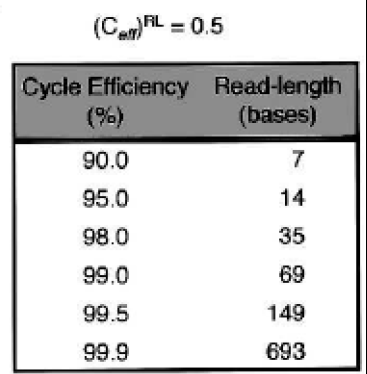 (Ceff)RL = 0.5
Cycle Efficiency Read-length
(%) (bases)
90.0 7
95.0 14
98.0 35
99.0 69
99.5 149
99.9 693